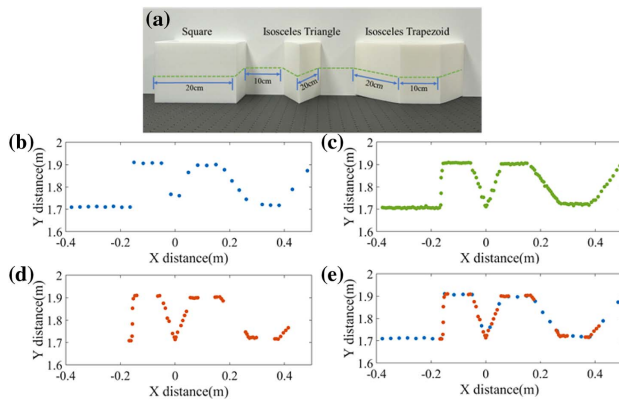 (a)
Square
Isosceles Triangle
Isosceles Trapezoid
20cm
10cm
20cm
20cm
10cm
(b)
2
1.9
1.8
1.7
1.6
Y distance(m)
-0.4
-0.2
0
0.2
0.4
X distance(m)
(c)
2
1.9
1.8
1.7
1.6
Y distance(m)
-0.4
-0.2
0
0.2
0.4
X distance(m)
(d)
2
1.9
1.8
1.7
1.6
Y distance(m)
-0.4
-0.2
0
0.2
0.4
X distance(m)
(e)
2
1.9
1.8
1.7
1.6
Y distance(m)
-0.4
-0.2
0
0.2
0.4
X distance(m)